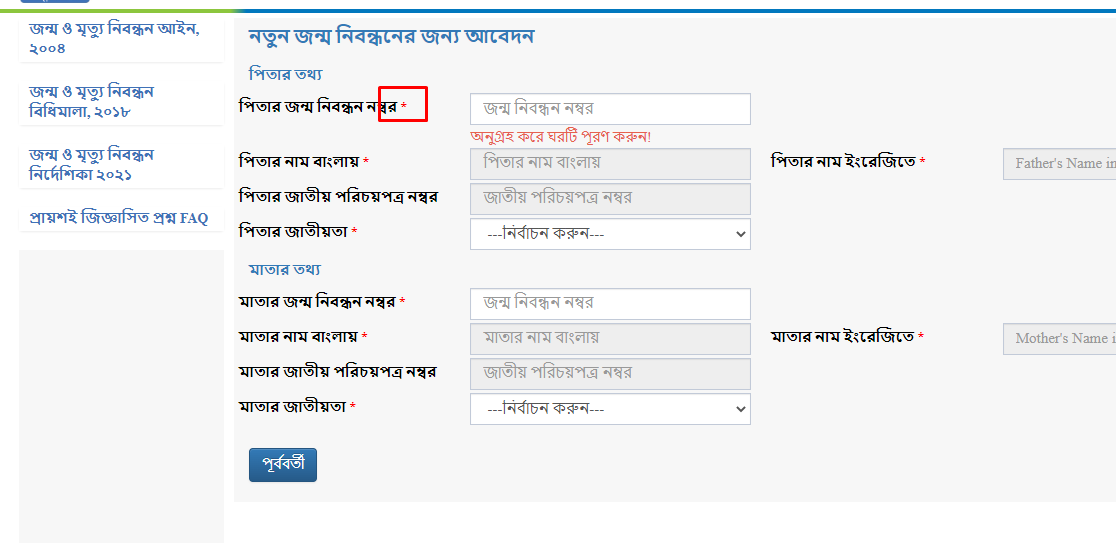 জন্ম ও মৃত্যু নিবন্ধন আইন,
২০০৪
জন্ম ও মৃত্যু নিবন্ধন
বিধিমালা, ২০১৮
জন্ম ও মৃত্যু নিবন্ধন
নির্দেশিকা ২০২১
প্রায়শই জিজ্ঞাসিত প্রশ্ন FAQ
নতুন জন্ম নিবন্ধনের জন্য আবেদন
পিতার তথ্য
পিতার জন্ম নিবন্ধন নম্বর * জন্ম নিবন্ধন নম্বর
অনুগ্রহ করে ঘরটি পূরণ করুন!
পিতার নাম বাংলায় * পিতার নাম বাংলায় পিতার নাম ইংরেজিতে * Father's Name in
পিতার জাতীয় পরিচয়পত্র নম্বর জাতীয় পরিচয়পত্র নম্বর
পিতার জাতীয়তা * ---নির্বাচন করুন---
মাতার তথ্য
মাতার জন্ম নিবন্ধন নম্বর * জন্ম নিবন্ধন নম্বর
মাতার নাম বাংলায় * মাতার নাম বাংলায় মাতার নাম ইংরেজিতে * Mother's Name i
মাতার জাতীয় পরিচয়পত্র নম্বর জাতীয় পরিচয়পত্র নম্বর
মাতার জাতীয়তা * ---নির্বাচন করুন---
পূর্ববর্তী